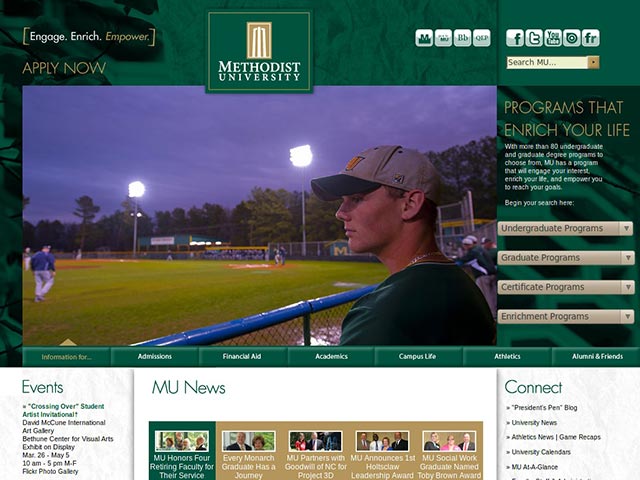 [Engage. Enrich. Empower.]
APPLY NOW
METHODIST
UNIVERSITY
M
MY MU
Bb
QEP
Search MU...
PROGRAMS THAT
ENRICH YOUR LIFE
With more than 80 undergraduate
and graduate degree programs to
choose from, MU has a program
that will engage your interest,
enrich your life, and empower you
to reach your goals.
Begin your search here:
Undergraduate Programs
Graduate Programs
Certificate Programs
Enrichment Programs
Information for...
Admissions
Financial Aid
Academics
Campus Life
Athletics
Alumni & Friends
Events
» "Crossing Over" Student
Artist Invitational†
David McCune International
Art Gallery
Bethune Center for Visual Arts
Exhibit on Display
Mar. 26 - May 5
10 am - 5 pm M-F
Flickr Photo Gallery
MU News
MU Honors Four
Retiring Faculty for
Their Service
Every Monarch
Graduate Has a
Journey
MU Partners with
Goodwill of NC for
Project 3D
MU Announces 1st
Holtsclaw
Leadership Award
MU Social Work
Graduate Named
Toby Brown Award
Connect
» "President's Pen" Blog
» University News
» Athletics News | Game Recaps
» University Calendars
» MU At-A-Glance